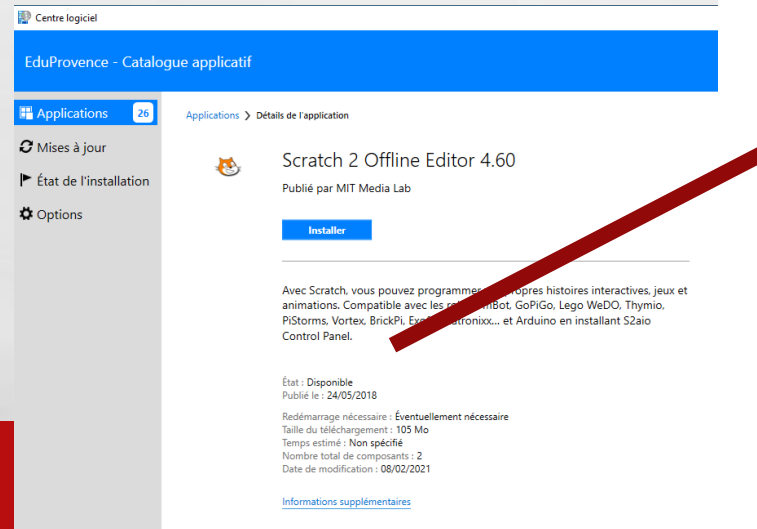 Centre logiciel
EduProvence - Catalogue applicatif
Applications 26
Mises à jour
État de l'installation
Options
Applications > Détails de l'application
Scratch 2 Offline Editor 4.60
Publié par MIT Media Lab
Installer
Avec Scratch, vous pouvez programmer opres histoires interactives, jeux et
animations. Compatible avec les ro mBot, GoPiGo, Lego WeDO, Thymio,
PiStorms, Vortex, BrickPi, atronixx... et Arduino en installant S2aio
Control Panel.
État : Disponible
Publié le : 24/05/2018
Redémarrage nécessaire : Éventuellement nécessaire
Taille du téléchargement : 105 Mo
Temps estimé : Non spécifié
Nombre total de composants : 2
Date de modification : 08/02/2021
Informations supplémentaires